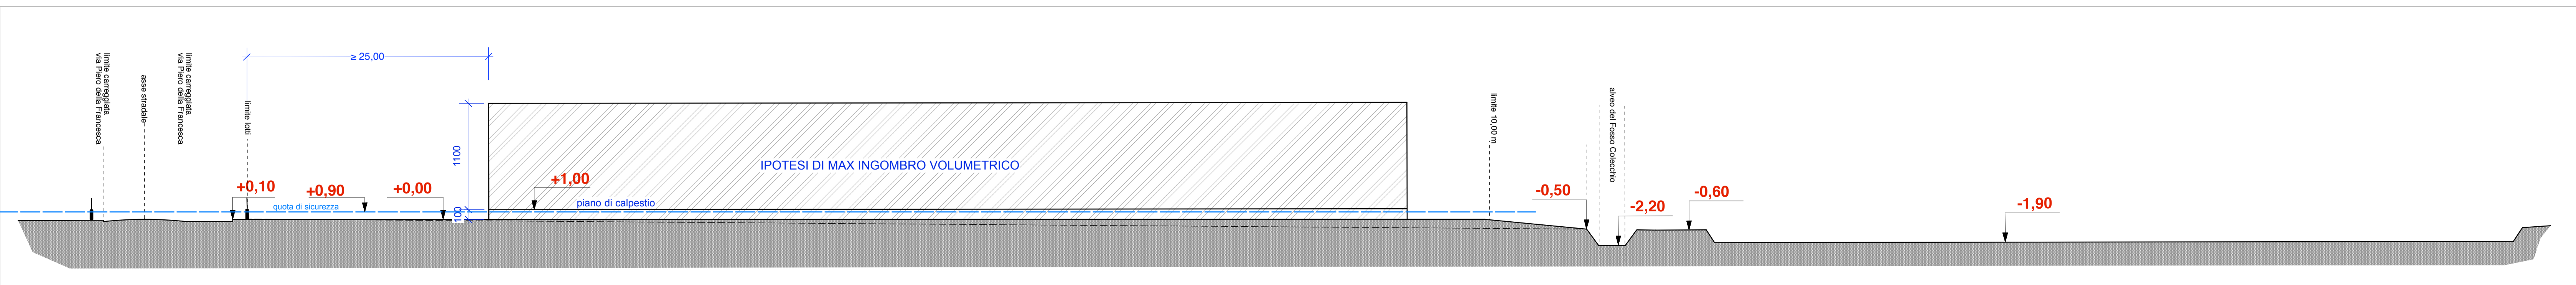 limite carreggiata
via Piero della Francesca
asse stradale
limite carreggiata
via Piero della Francesca
limite lotti
≥ 25,00
+0,10
+0,90
quota di sicurezza
+0,00
1100
100
+1,00
piano di calpestio
IPOTESI DI MAX INGOMBRO VOLUMETRICO
limite 10,00 m
-0,50
alveo del Fosso Colecchio
-2,20
-0,60
-1,90